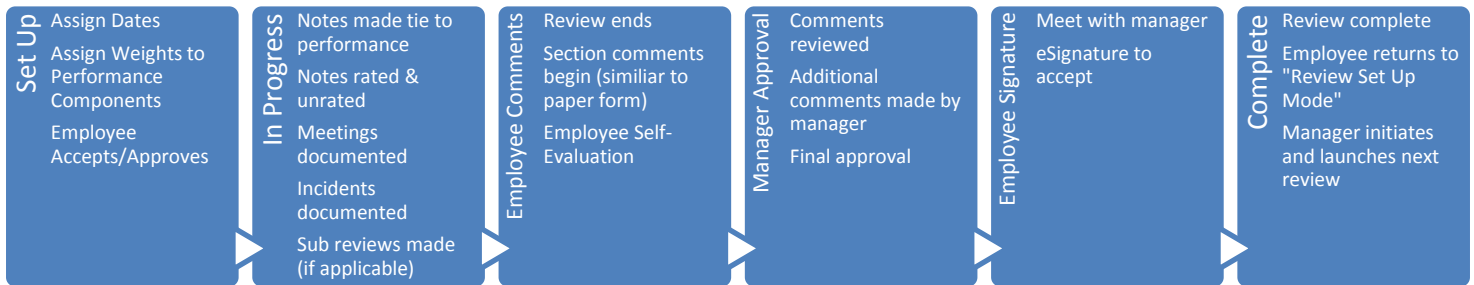 Set Up
Assign Dates
Assign Weights to
Performance
Components
Employee
Accepts/Approves
In Progress
Notes made tie to
performance
Notes rated &
unrated
Meetings
documented
Incidents
documented
Sub reviews made
(if applicable)
Employee Comments
Review ends
Section comments
begin (similiar to
paper form)
Employee Self-
Evaluation
Manager Approval
Comments
reviewed
Additional
comments made by
manager
Final approval
Employee Signature
Meet with manager
eSignature to
accept
Complete
Review complete
Employee returns to
"Review Set Up
Mode"
Manager initiates
and launches next
review